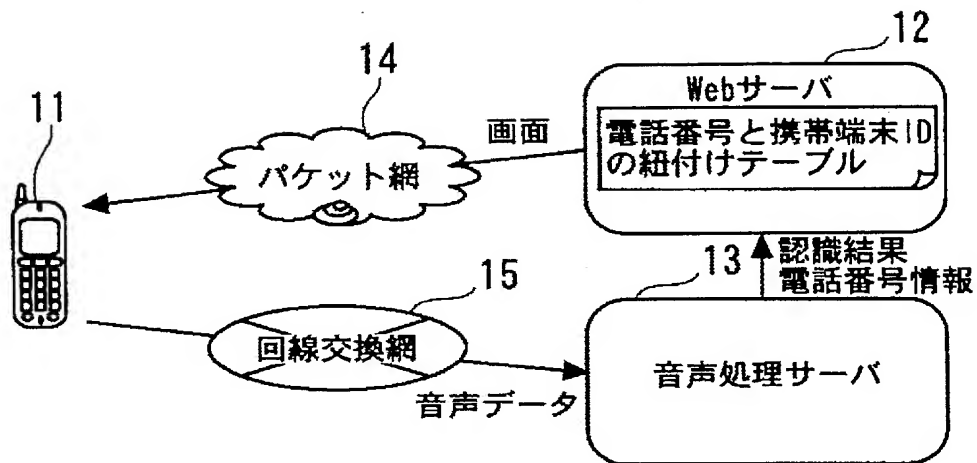 12
14
Webサーバ
11
画面
電話番号と携帯端末ID
の紐付けテーブル
パケット網
13
認識結果
電話番号情報
15
回線交換網
音声処理サーバ
音声データ